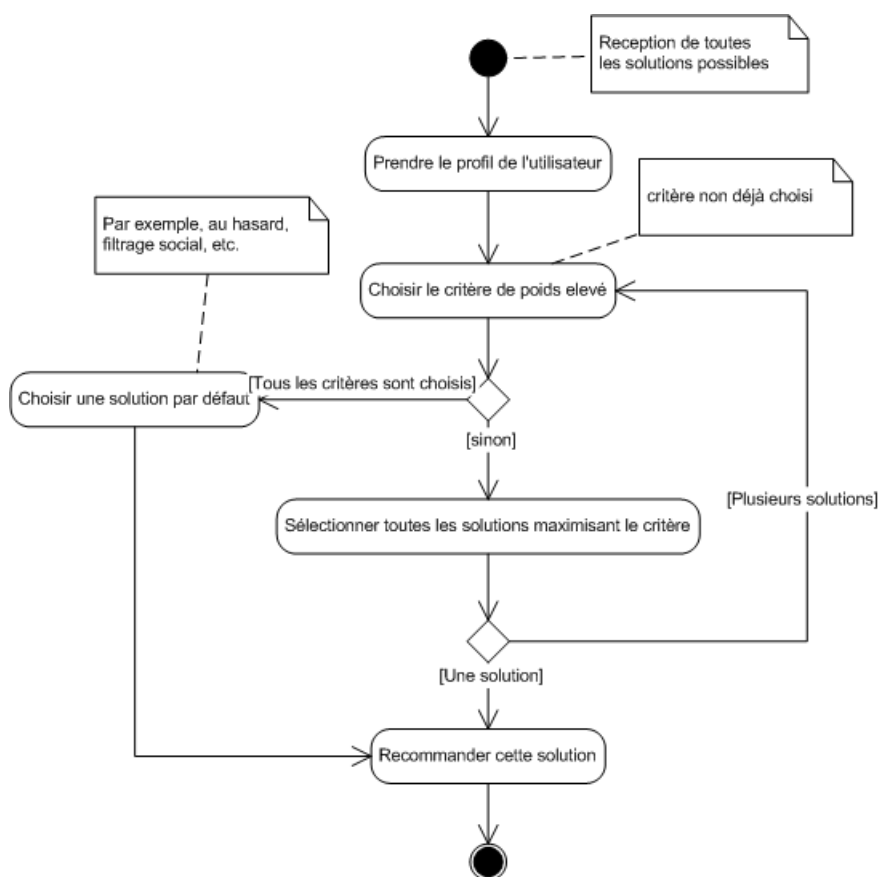 Reception de toutes
les solutions possibles
Prendre le profil de l'utilisateur
critère non déjà choisi
Par exemple, au hasard,
filtrage social, etc.
Choisir le critère de poids elevé
[Tous les critères sont choisis]
Choisir une solution par défaut
[sinon]
[Plusieurs solutions]
Sélectionner toutes les solutions maximisant le critère
[Une solution]
Recommander cette solution